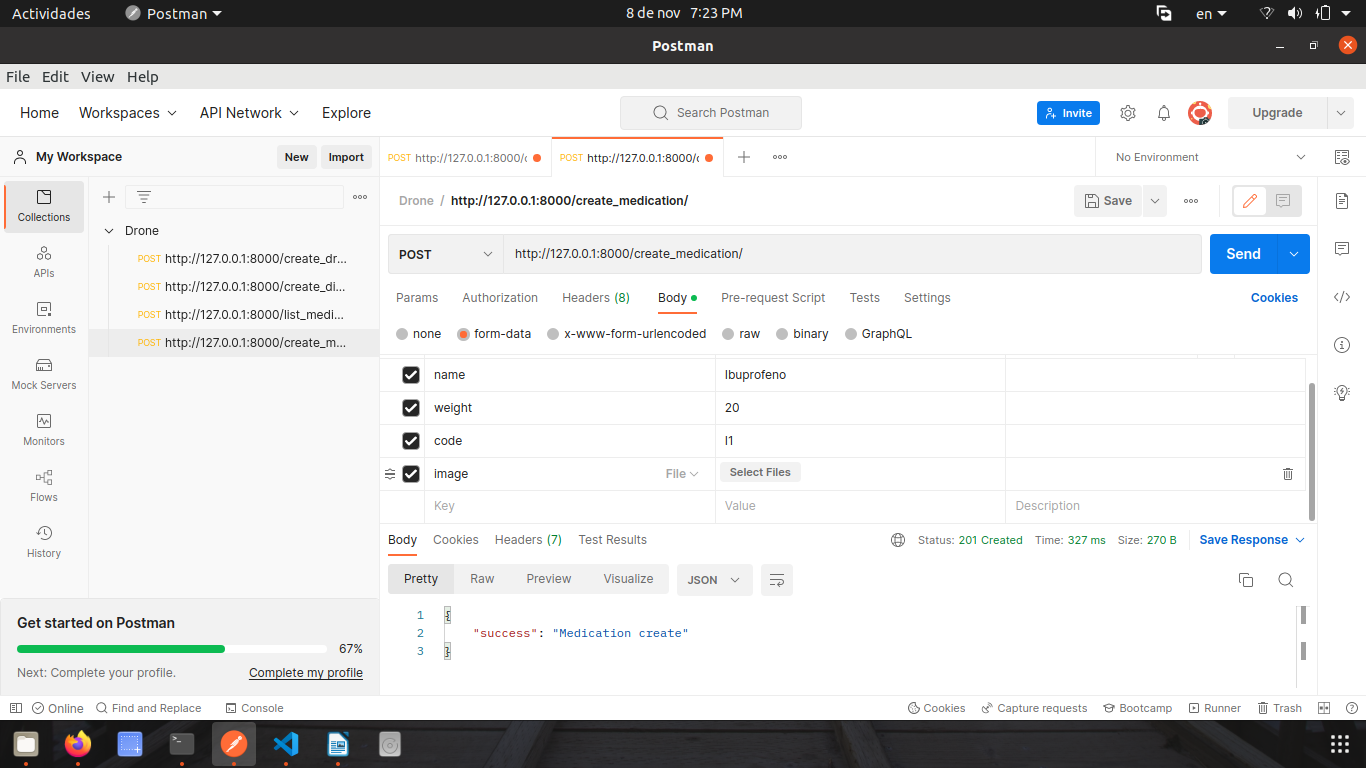 Actividades Postman 8 de nov 7:23 PM en
Postman
File Edit View Help
Home Workspaces API Network Explore Search Postman Invite Upgrade
My Workspace New Import POST http://127.0.0.1:8000/c POST http://127.0.0.1:8000/c No Environment
Collections
APIs
Environments
Mock Servers
Monitors
Flows
History
Drone
POST http://127.0.0.1:8000/create_dr...
POST http://127.0.0.1:8000/create_di...
POST http://127.0.0.1:8000/list_medi...
POST http://127.0.0.1:8000/create_m...
Get started on Postman
67%
Next: Complete your profile. Complete my profile
Drone / http://127.0.0.1:8000/create_medication/ Save
POST http://127.0.0.1:8000/create_medication/ Send
Params Authorization Headers (8) Body Pre-request Script Tests Settings Cookies
none form-data x-www-form-urlencoded raw binary GraphQL
name Ibuprofeno
weight 20
code I1
image File Select Files
Key Value Description
Body Cookies Headers (7) Test Results Status: 201 Created Time: 327 ms Size: 270 B Save Response
Pretty Raw Preview Visualize JSON
1 {
2 "success": "Medication create"
3 }
Online Find and Replace Console Cookies Capture requests Bootcamp Runner Trash